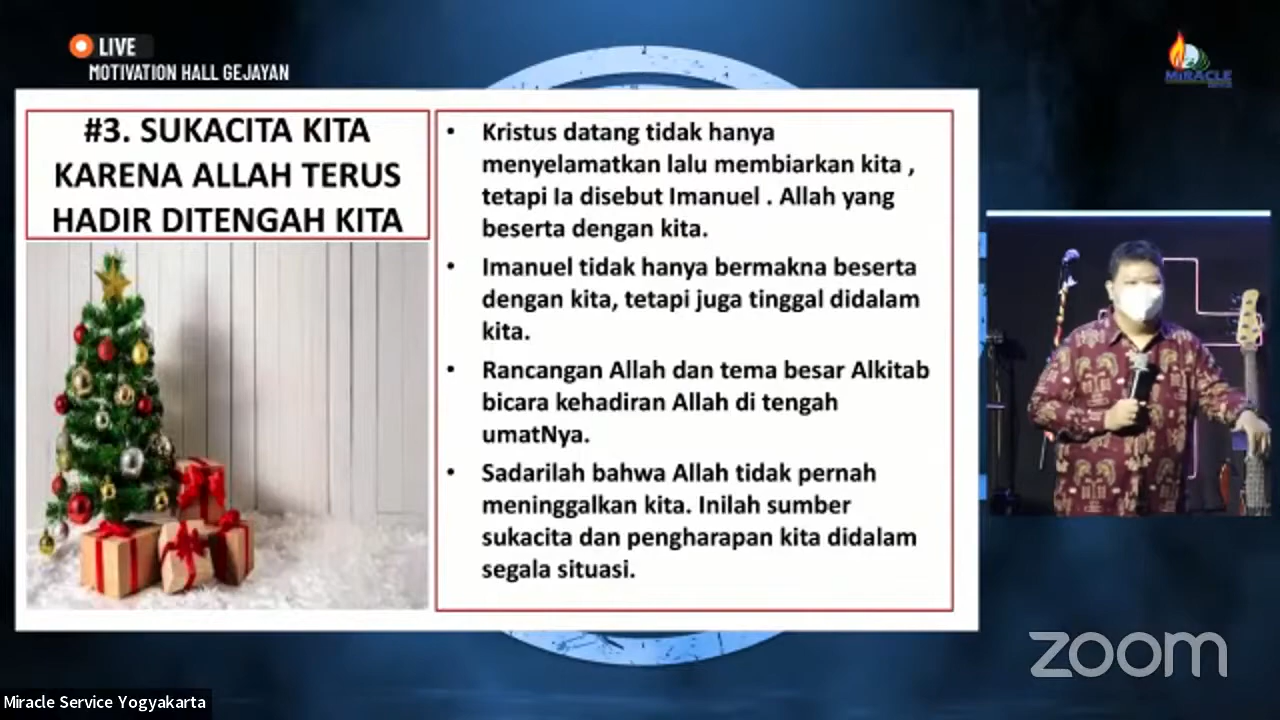 LIVE
MOTIVATION HALL GEJAYAN
MIRACLE
#3. SUKACITA KITA
KARENA ALLAH TERUS
HADIR DITENGAH KITA
• Kristus datang tidak hanya
menyelamatkan lalu membiarkan kita ,
tetapi Ia disebut Imanuel . Allah yang
beserta dengan kita.
• Imanuel tidak hanya bermakna beserta
dengan kita, tetapi juga tinggal didalam
kita.
• Rancangan Allah dan tema besar Alkitab
bicara kehadiran Allah di tengah
umatNya.
• Sadarilah bahwa Allah tidak pernah
meninggalkan kita. Inilah sumber
sukacita dan pengharapan kita didalam
segala situasi.
zoom
Miracle Service Yogyakarta